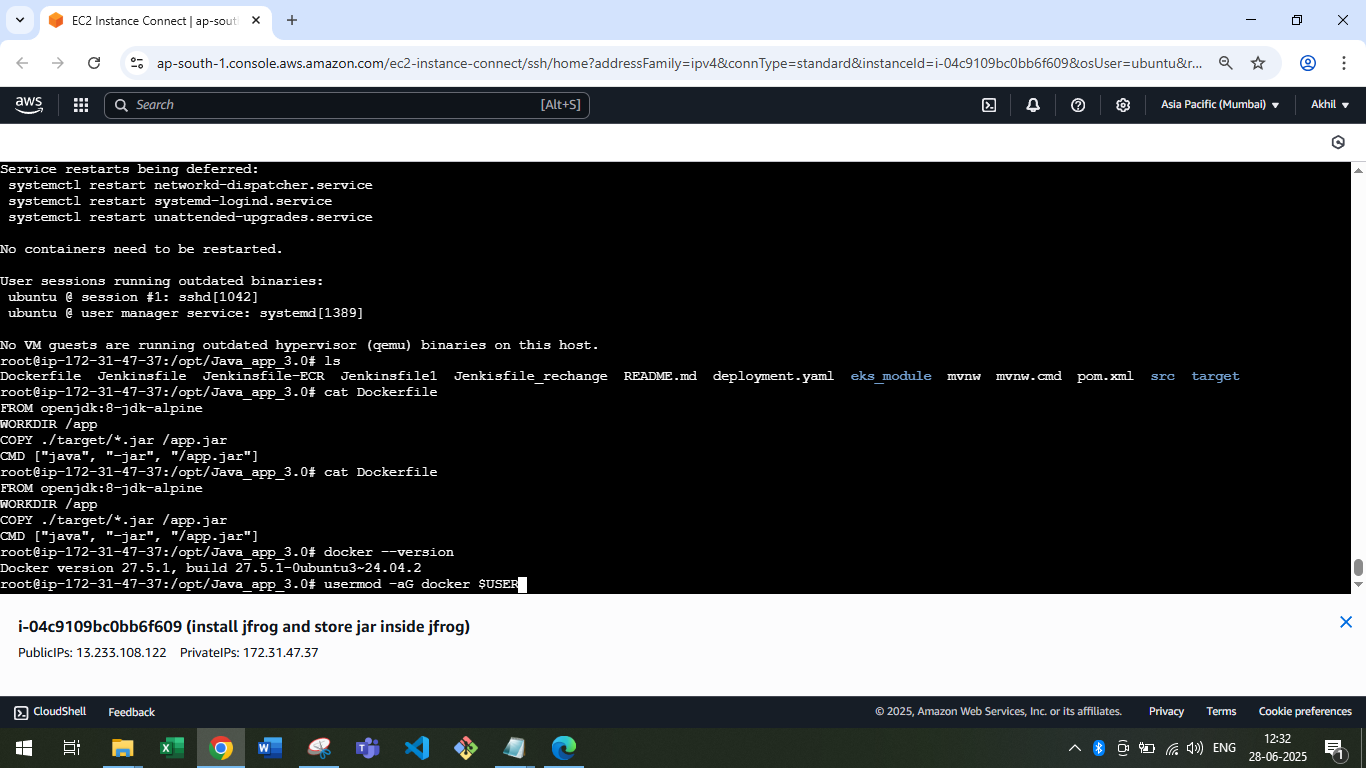 EC2 Instance Connect | ap-sout
ap-south-1.console.aws.amazon.com/ec2-instance-connect/ssh/home?addressFamily=ipv4&connType=standard&instanceId=i-04c9109bc0bb6f609&osUser=ubuntu&r...
aws
Search
[Alt+S]
Asia Pacific (Mumbai)
Akhil
Service restarts being deferred:
systemctl restart networkd-dispatcher.service
systemctl restart systemd-logind.service
systemctl restart unattended-upgrades.service
No containers need to be restarted.
User sessions running outdated binaries:
ubuntu @ session #1: sshd[1042]
ubuntu @ user manager service: systemd[1389]
No VM guests are running outdated hypervisor (qemu) binaries on this host.
root@ip-172-31-47-37:/opt/Java_app_3.0# ls
Dockerfile Jenkinsfile Jenkinsfile-ECR Jenkinsfile1 Jenkisfile_rechange README.md deployment.yaml eks_module mvnw mvnw.cmd pom.xml src target
root@ip-172-31-47-37:/opt/Java_app_3.0# cat Dockerfile
FROM openjdk:8-jdk-alpine
WORKDIR /app
COPY ./target/*.jar /app.jar
CMD ["java", "-jar", "/app.jar"]
root@ip-172-31-47-37:/opt/Java_app_3.0# cat Dockerfile
FROM openjdk:8-jdk-alpine
WORKDIR /app
COPY ./target/*.jar /app.jar
CMD ["java", "-jar", "/app.jar"]
root@ip-172-31-47-37:/opt/Java_app_3.0# docker --version
Docker version 27.5.1, build 27.5.1-0ubuntu3~24.04.2
root@ip-172-31-47-37:/opt/Java_app_3.0# usermod -aG docker $USER
i-04c9109bc0bb6f609 (install jfrog and store jar inside jfrog)
PublicIPs: 13.233.108.122 PrivateIPs: 172.31.47.37
CloudShell
Feedback
© 2025, Amazon Web Services, Inc. or its affiliates.
Privacy
Terms
Cookie preferences
ENG
12:32
28-06-2025
1